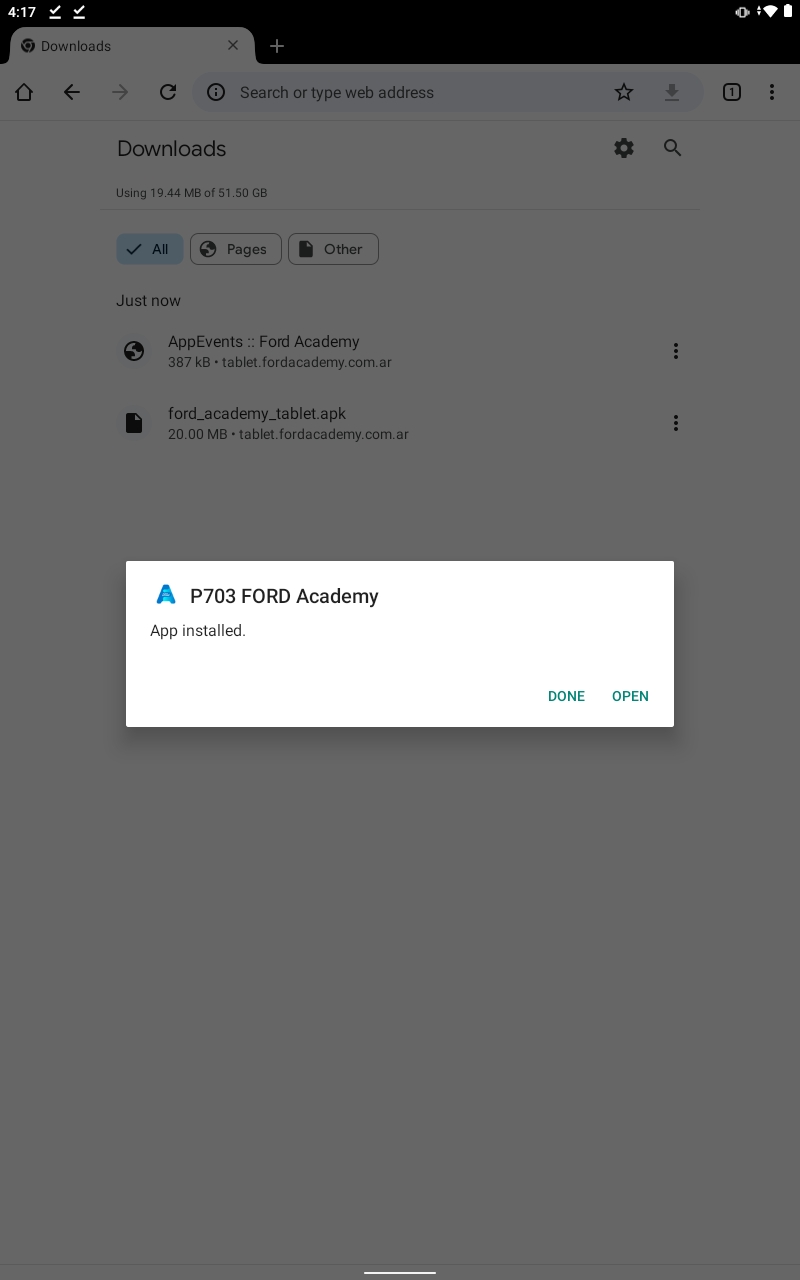 4:17
Downloads
Search or type web address
1
Downloads
Using 19.44 MB of 51.50 GB
All
Pages
Other
Just now
AppEvents :: Ford Academy
387 kB • tablet.fordacademy.com.ar
ford_academy_tablet.apk
20.00 MB • tablet.fordacademy.com.ar
P703 FORD Academy
App installed.
DONE
OPEN